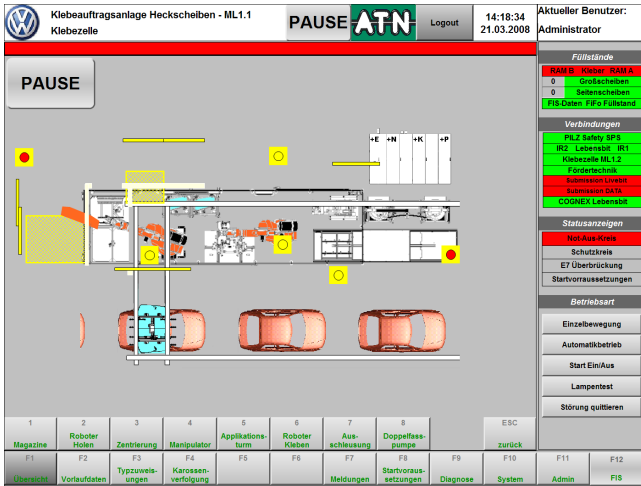 Klebeauftragsanlage Heckscheiben - ML1.1
Klebezelle
PAUSE
ATN
Logout
14:18:34
21.03.2008
Aktueller Benutzer:
Administrator
PAUSE
+E +N +K +P
Füllstände
RAM B Kleber RAM A
0 Großscheiben
0 Seitenscheiben
FIS-Daten FiFo Füllstand
Verbindungen
PILZ Safety SPS
IR2 Lebensbit IR1
Klebezelle ML1.2
Fördertechnik
Submission Livebit
Submission DATA
COGNEX Lebensbit
Statusanzeigen
Not-Aus-Kreis
Schutzkreis
E7 Überbrückung
Startvorraussetzungen
Betriebsart
Einzelbewegung
Automatikbetrieb
Start Ein/Aus
Lampentest
Störung quittieren
1 2 3 4 5 6 7 8 ESC
Magazine
Roboter
Holen
Zentrierung
Manipulator
Applikations-
turm
Roboter
Kleben
Aus-
schleusung
Doppelfass-
pumpe
zurück
F1 F2 F3 F4 F5 F6 F7 F8 F9 F10 F11 F12
Übersicht
Vorlaufdaten
Typzuweis-
ungen
Karossen-
verfolgung
Meldungen
Startvoraus-
setzungen
Diagnose
System
Admin
FIS